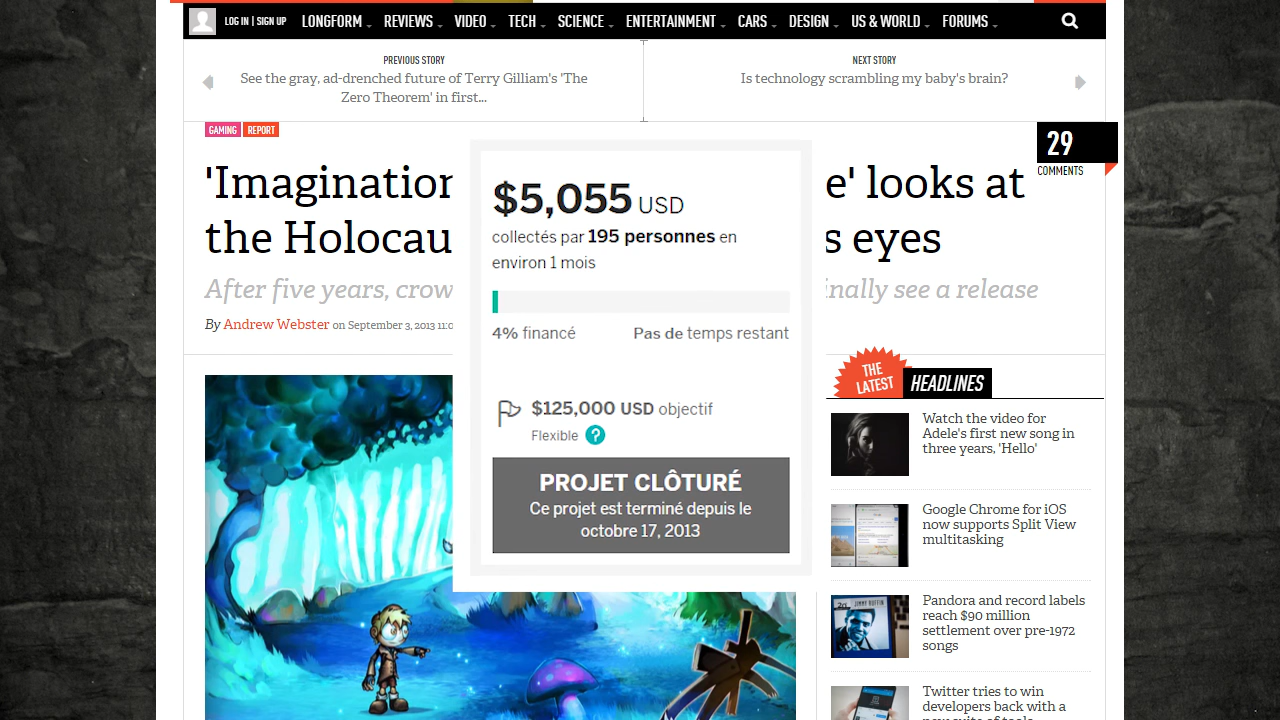 LOG IN | SIGN UP LONGFORM REVIEWS VIDEO TECH SCIENCE ENTERTAINMENT CARS DESIGN US & WORLD FORUMS
PREVIOUS STORY
See the gray, ad-drenched future of Terry Gilliam's 'The
Zero Theorem' in first...
NEXT STORY
Is technology scrambling my baby's brain?
GAMING REPORT
29
COMMENTS
'Imagination e' looks at
the Holocau s eyes
After five years, crow inally see a release
By Andrew Webster on September 3, 2013
$5,055 USD
collectés par 195 personnes en
environ 1 mois
4% financé Pas de temps restant
$125,000 USD objectif
Flexible ?
PROJET CLÔTURÉ
Ce projet est terminé depuis le
octobre 17, 2013
THE
LATEST
HEADLINES
Watch the video for
Adele's first new song in
three years, 'Hello'
Google Chrome for iOS
now supports Split View
multitasking
JIMMY RUFFIN
Pandora and record labels
reach $90 million
settlement over pre-1972
songs
Twitter tries to win
developers back with a